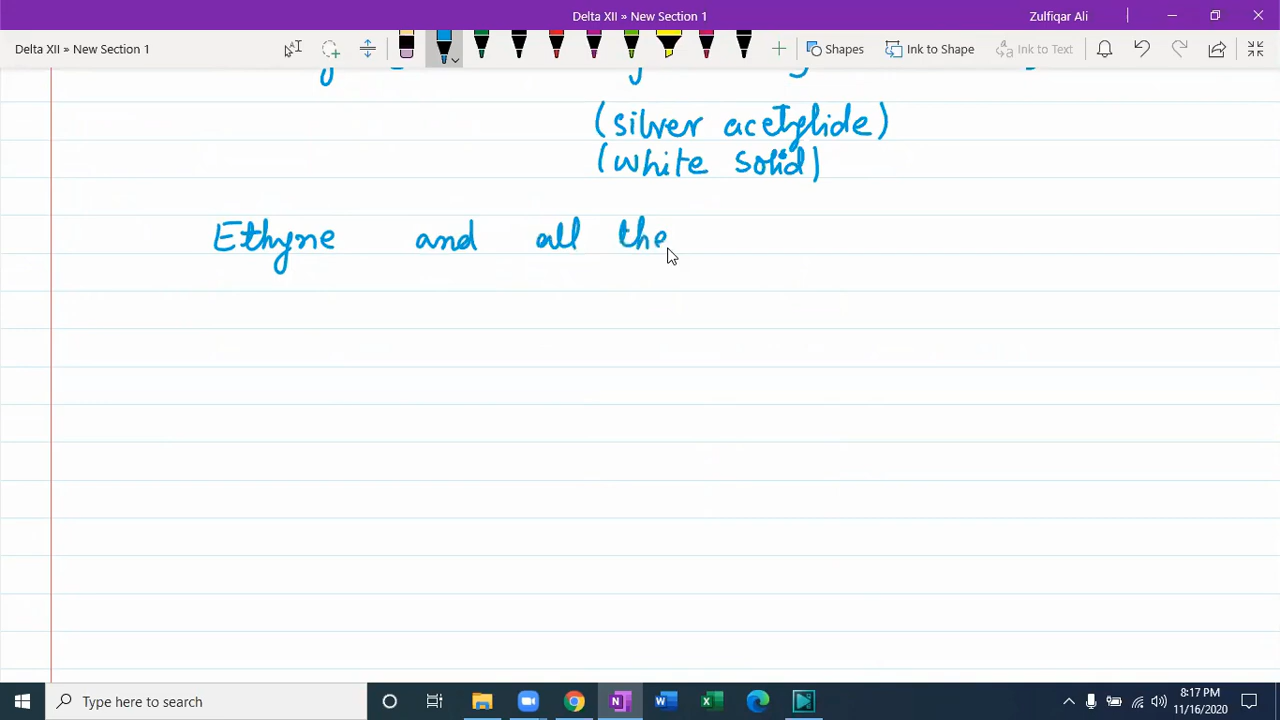 Delta XII » New Section 1
Zulfiqar Ali
Delta XII » New Section 1
Shapes
Ink to Shape
Ink to Text
(silver acetylide)
(white solid)
Ethyne and all the
Type here to search
8:17 PM
11/16/2020